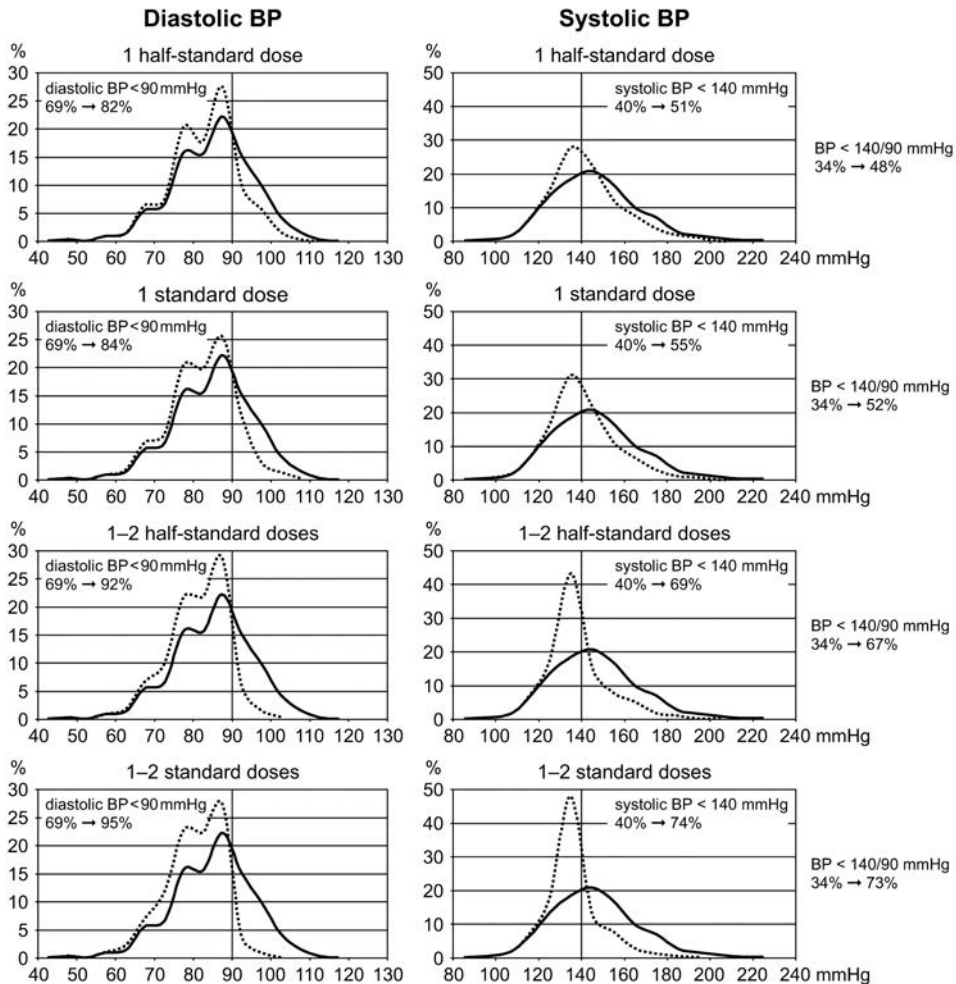 Diastolic BP
Systolic BP
%
1 half-standard dose
30
25
20
15
10
5
0
diastolic BP<90mmHg
69% → 82%
40 50 60 70 80 90 100 110 120 130
%
1 half-standard dose
50
40
30
20
10
0
systolic BP < 140 mmHg
40% → 51%
80 100 120 140 160 180 200 220 240 mmHg
BP < 140/90 mmHg
34% → 48%
%
1 standard dose
30
25
20
15
10
5
0
diastolic BP<90mmHg
69% → 84%
40 50 60 70 80 90 100 110 120 130
%
1 standard dose
50
40
30
20
10
0
systolic BP < 140 mmHg
40% → 55%
80 100 120 140 160 180 200 220 240 mmHg
BP < 140/90 mmHg
34% → 52%
%
1–2 half-standard doses
30
25
20
15
10
5
0
diastolic BP<90mmHg
69% → 92%
40 50 60 70 80 90 100 110 120 130
%
1–2 half-standard doses
50
40
30
20
10
0
systolic BP < 140 mmHg
40% → 69%
80 100 120 140 160 180 200 220 240 mmHg
BP < 140/90 mmHg
34% → 67%
%
1–2 standard doses
30
25
20
15
10
5
0
diastolic BP<90mmHg
69% → 95%
40 50 60 70 80 90 100 110 120 130
%
1–2 standard doses
50
40
30
20
10
0
systolic BP < 140 mmHg
40% → 74%
80 100 120 140 160 180 200 220 240 mmHg
BP < 140/90 mmHg
34% → 73%